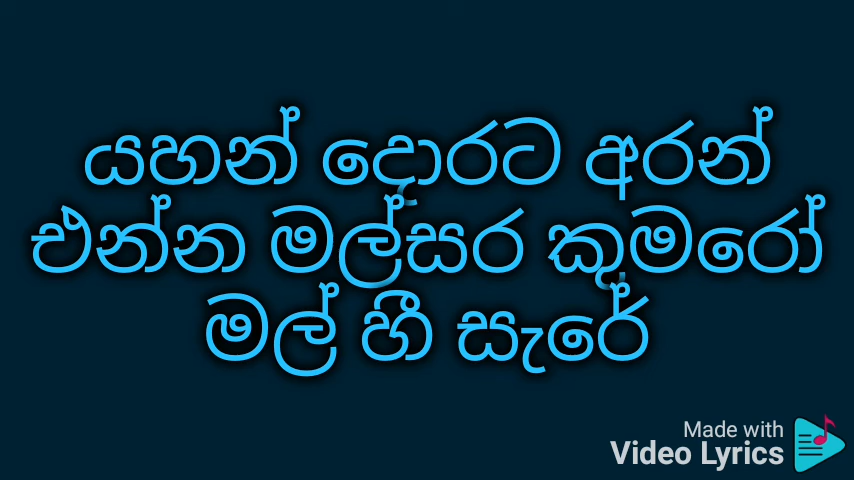 යහන් දොරට අරන්
එන්න මල්සර කුමරෝ
මල් හී සැරේ
Made with
Video Lyrics